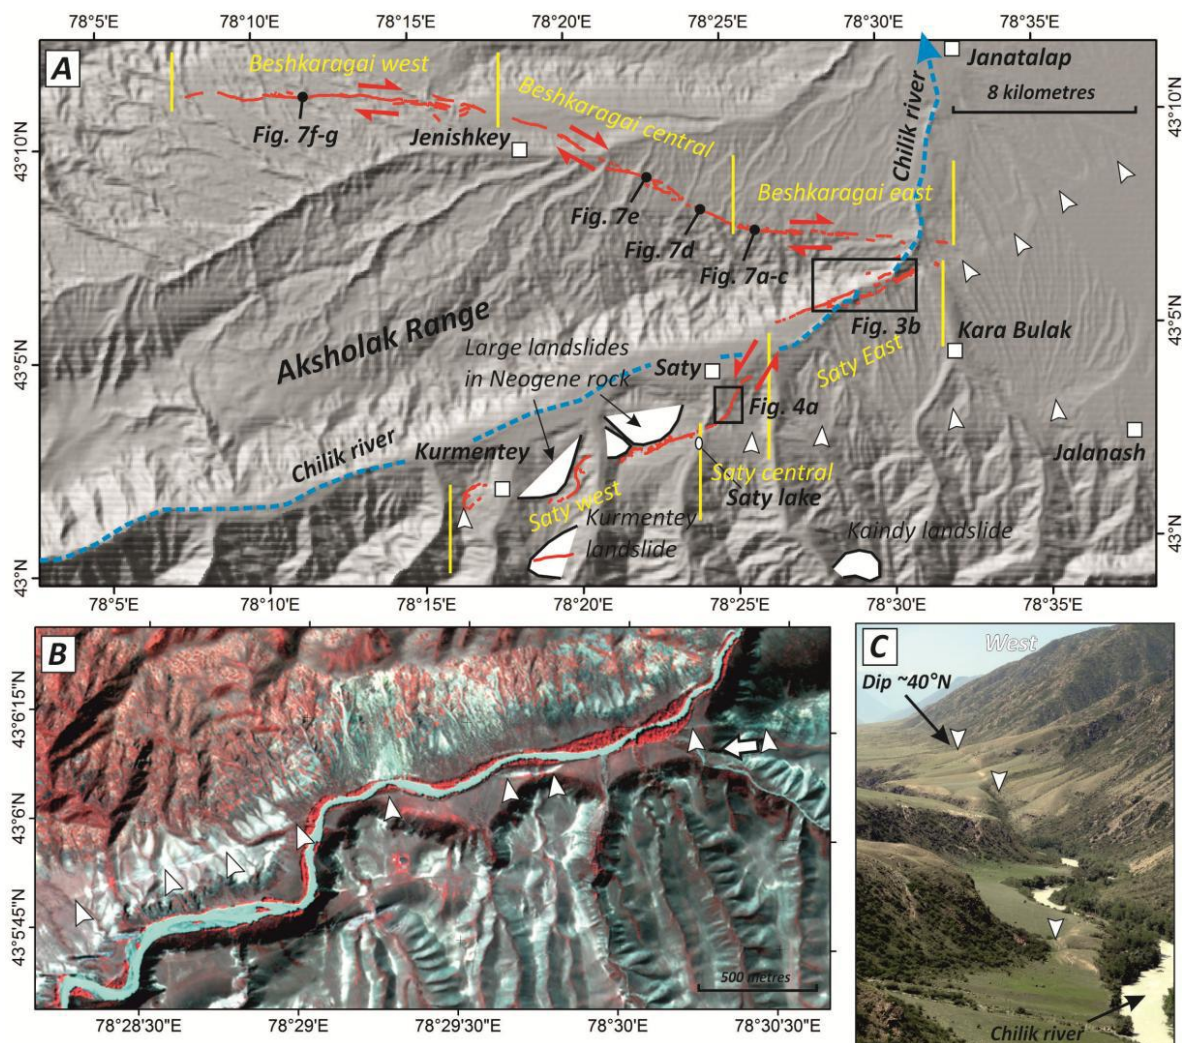 78°5'E 78°10'E 78°15'E 78°20'E 78°25'E 78°30'E 78°35'E
A
Beshkaragai west
Janatalap
8 kilometres
Beshkaragai central
Chilik river
43°10'N
43°10'N
Fig. 7f-g
Jenishkey
Beshkaragai east
Fig. 7e
Fig. 7d
Fig. 7a-c
Aksholak Range
Fig. 3b
43°5'N
Kara Bulak
43°5'N
Large landslides
in Neogene rock
Saty
Saty East
Fig. 4a
Chilik river
Kurmentey
Jalanash
Saty central
Saty lake
Saty west
Kurmentey
landslide
Kaindy landslide
43°N
43°N
78°5'E 78°10'E 78°15'E 78°20'E 78°25'E 78°30'E 78°35'E
B
43°6'15"N
43°6'N
43°5'45"N
500 metres
78°28'30"E 78°29'E 78°29'30"E 78°30'E 78°30'30"E
C
West
Dip ~40°N
Chilik river